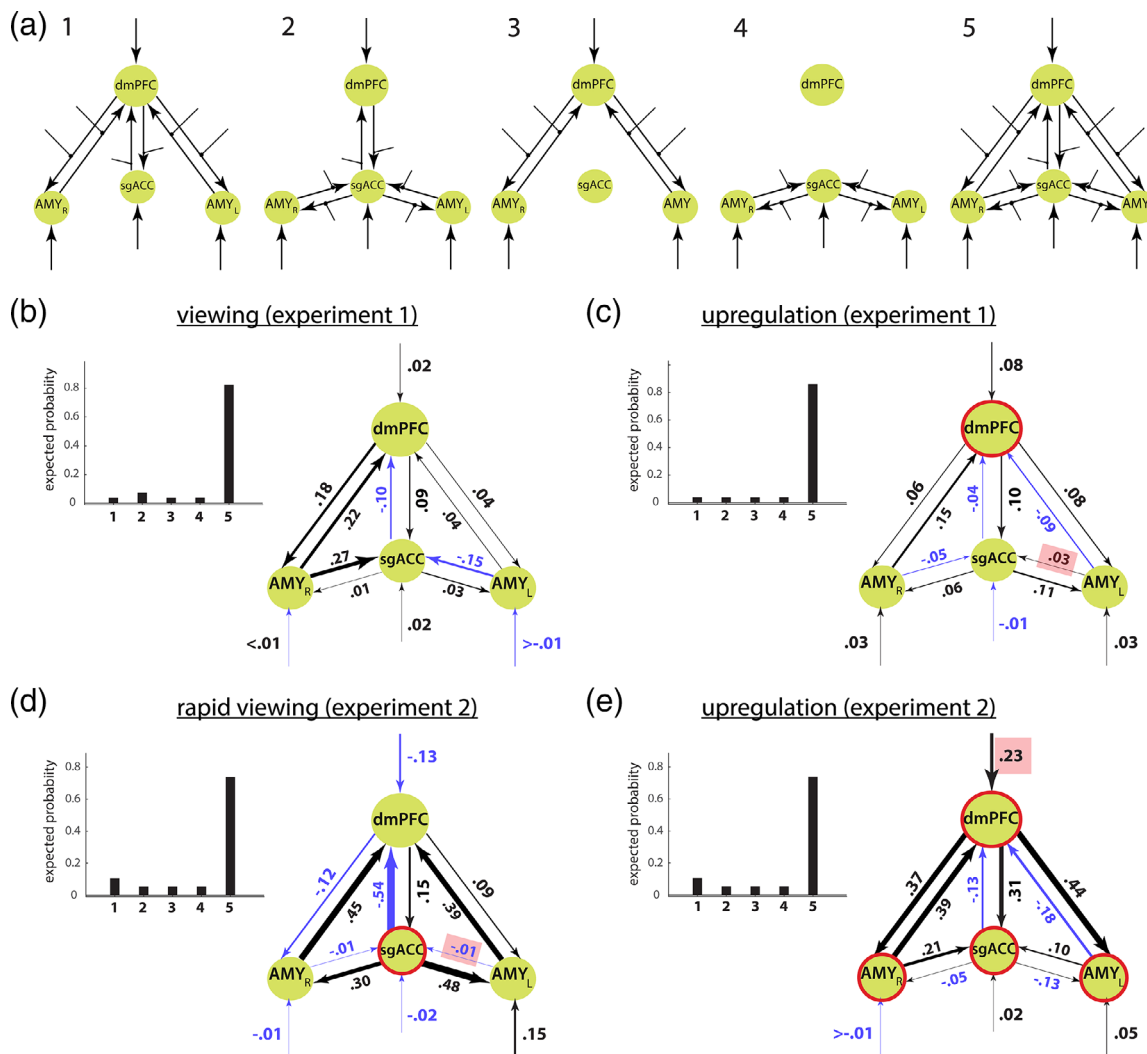 (a) 1 2 3 4 5
dmPFC dmPFC dmPFC dmPFC dmPFC
sgACC sgACC sgACC sgACC sgACC
AMYR AMYL AMYR AMYL AMYR AMY AMYR AMYL AMYR AMYL
(b) viewing (experiment 1)
expected probabiity
0.8
0.4
0.2
0
1 2 3 4 5
.02
dmPFC
.18 .22 -.10 .09 .04 .04
.27 sgACC -.15
AMYR .01 .03 AMYL
<.01 .02 >-.01
(c) upregulation (experiment 1)
expected probabiity
0.8
0.6
0.4
0.2
0
1 2 3 4 5
.08
dmPFC
.06 .15 -.04 .10 -.09 .08
-.05 sgACC .03
AMYR .06 .11 AMYL
.03 -.01 .03
(d) rapid viewing (experiment 2)
expected probabiity
0.8
0.6
0.4
0.2
0
1 2 3 4 5
-.13
dmPFC
-.12 .45 -.54 .15 .39 .09
-.01 sgACC -.01
AMYR .30 .48 AMYL
-.01 -.02 .15
(e) upregulation (experiment 2)
expected probabiity
0.8
0.6
0.4
0.2
0
1 2 3 4 5
.23
dmPFC
.37 .39 -.13 .31 -.18 .44
.21 sgACC .10
AMYR -.05 -.13 AMYL
>-.01 .02 .05